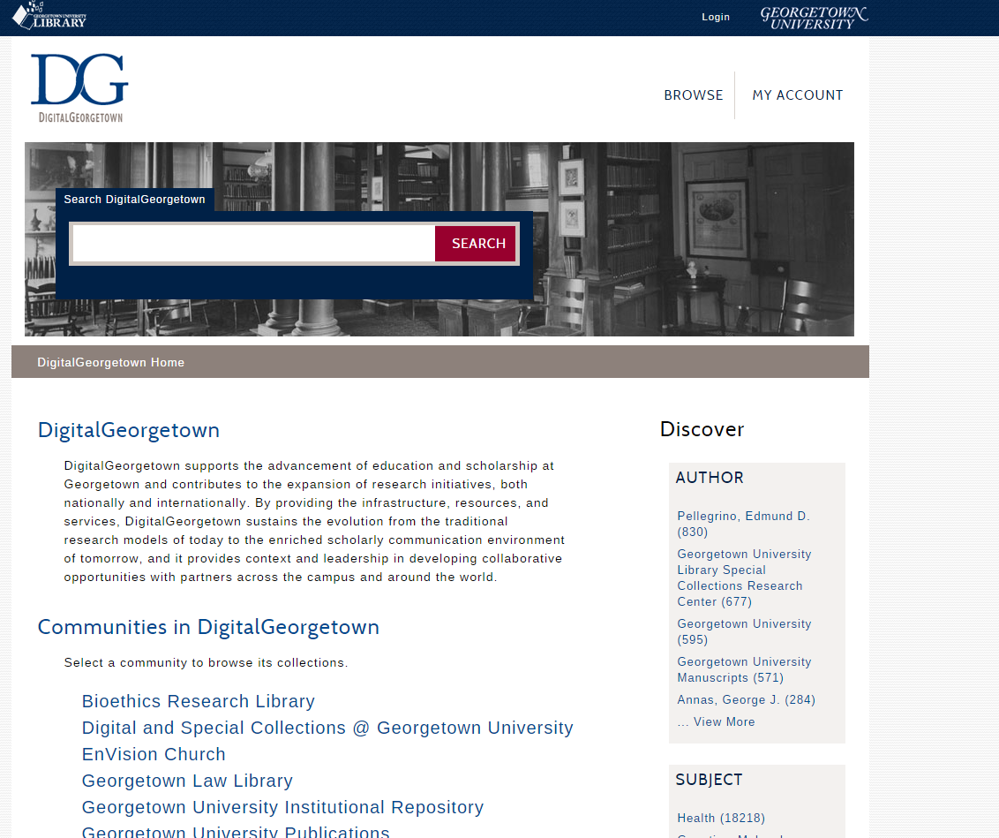 GEORGETOWN UNIVERSITY
LIBRARY
Login
GEORGETOWN
UNIVERSITY
DG
DIGITALGEORGETOWN
BROWSE
MY ACCOUNT
Search DigitalGeorgetown
SEARCH
DigitalGeorgetown Home
DigitalGeorgetown
DigitalGeorgetown supports the advancement of education and scholarship at
Georgetown and contributes to the expansion of research initiatives, both
nationally and internationally. By providing the infrastructure, resources, and
services, DigitalGeorgetown sustains the evolution from the traditional
research models of today to the enriched scholarly communication environment
of tomorrow, and it provides context and leadership in developing collaborative
opportunities with partners across the campus and around the world.
Communities in DigitalGeorgetown
Select a community to browse its collections.
Bioethics Research Library
Digital and Special Collections @ Georgetown University
EnVision Church
Georgetown Law Library
Georgetown University Institutional Repository
Georgetown University Publications
Discover
AUTHOR
Pellegrino, Edmund D.
(830)
Georgetown University
Library Special
Collections Research
Center (677)
Georgetown University
(595)
Georgetown University
Manuscripts (571)
Annas, George J. (284)
... View More
SUBJECT
Health (18218)